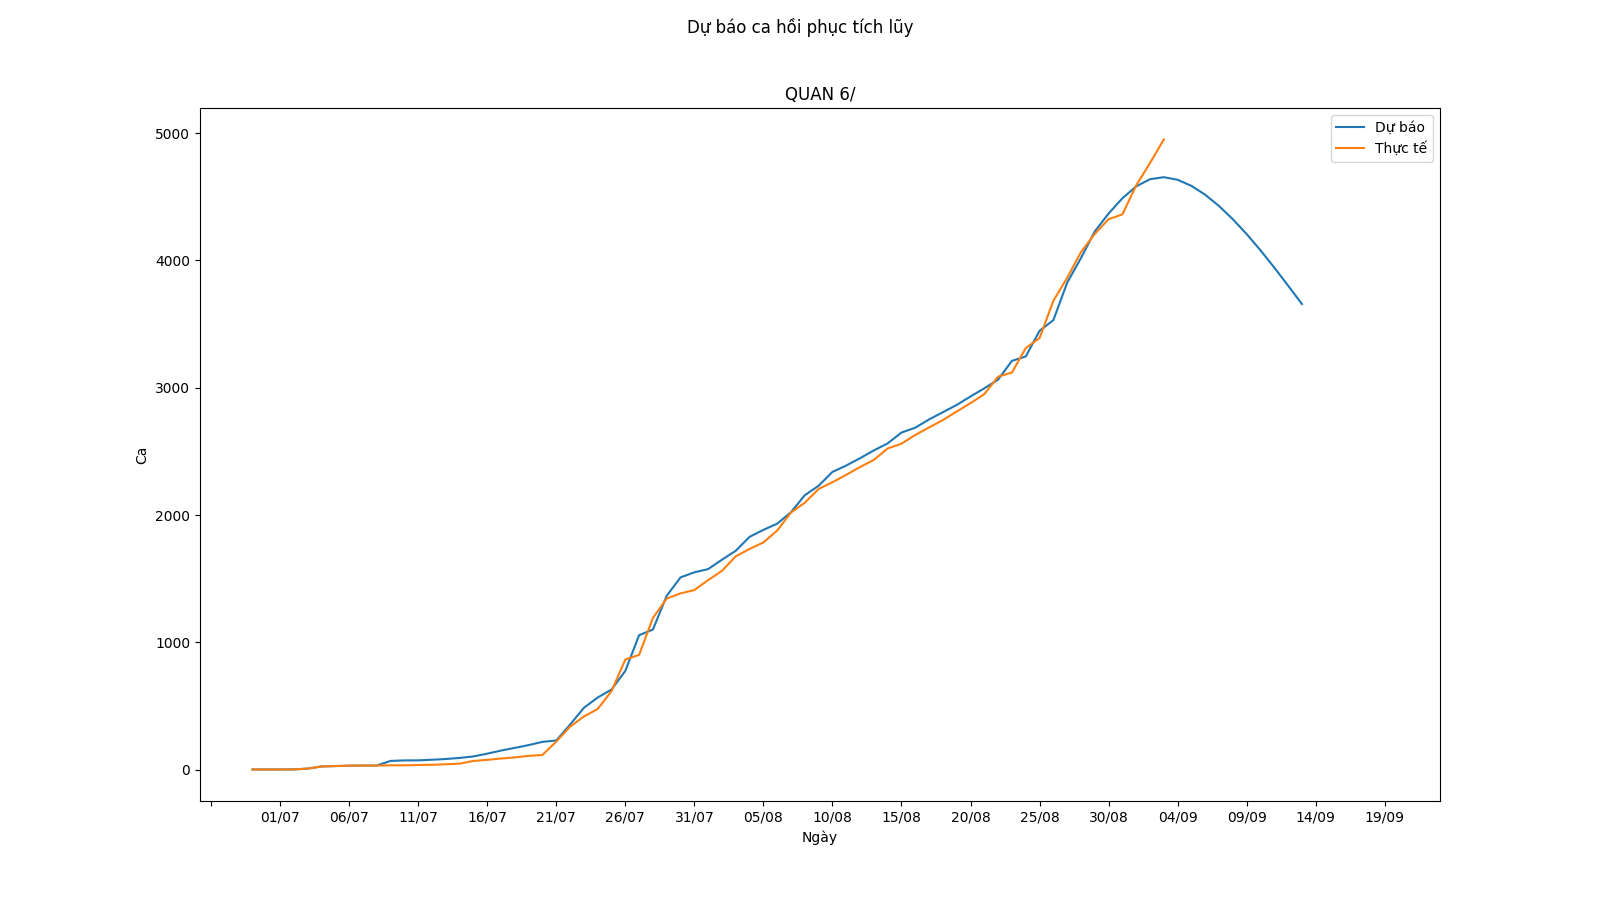 Dự báo ca hồi phục tích lũy
QUAN 6/
Dự báo
Thực tế
5000
4000
3000
2000
1000
0
Ca
01/07 06/07 11/07 16/07 21/07 26/07 31/07 05/08 10/08 15/08 20/08 25/08 30/08 04/09 09/09 14/09 19/09
Ngày